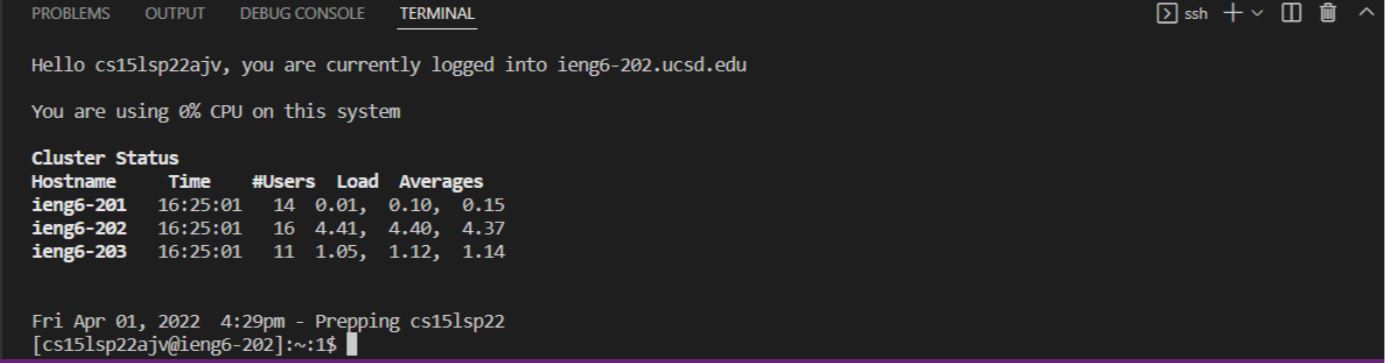 PROBLEMS OUTPUT DEBUG CONSOLE TERMINAL ssh
Hello cs15lsp22ajv, you are currently logged into ieng6-202.ucsd.edu
You are using 0% CPU on this system
Cluster Status
Hostname Time #Users Load Averages
ieng6-201 16:25:01 14 0.01, 0.10, 0.15
ieng6-202 16:25:01 16 4.41, 4.40, 4.37
ieng6-203 16:25:01 11 1.05, 1.12, 1.14
Fri Apr 01, 2022 4:29pm - Prepping cs15lsp22
[cs15lsp22ajv@ieng6-202]:~:1$